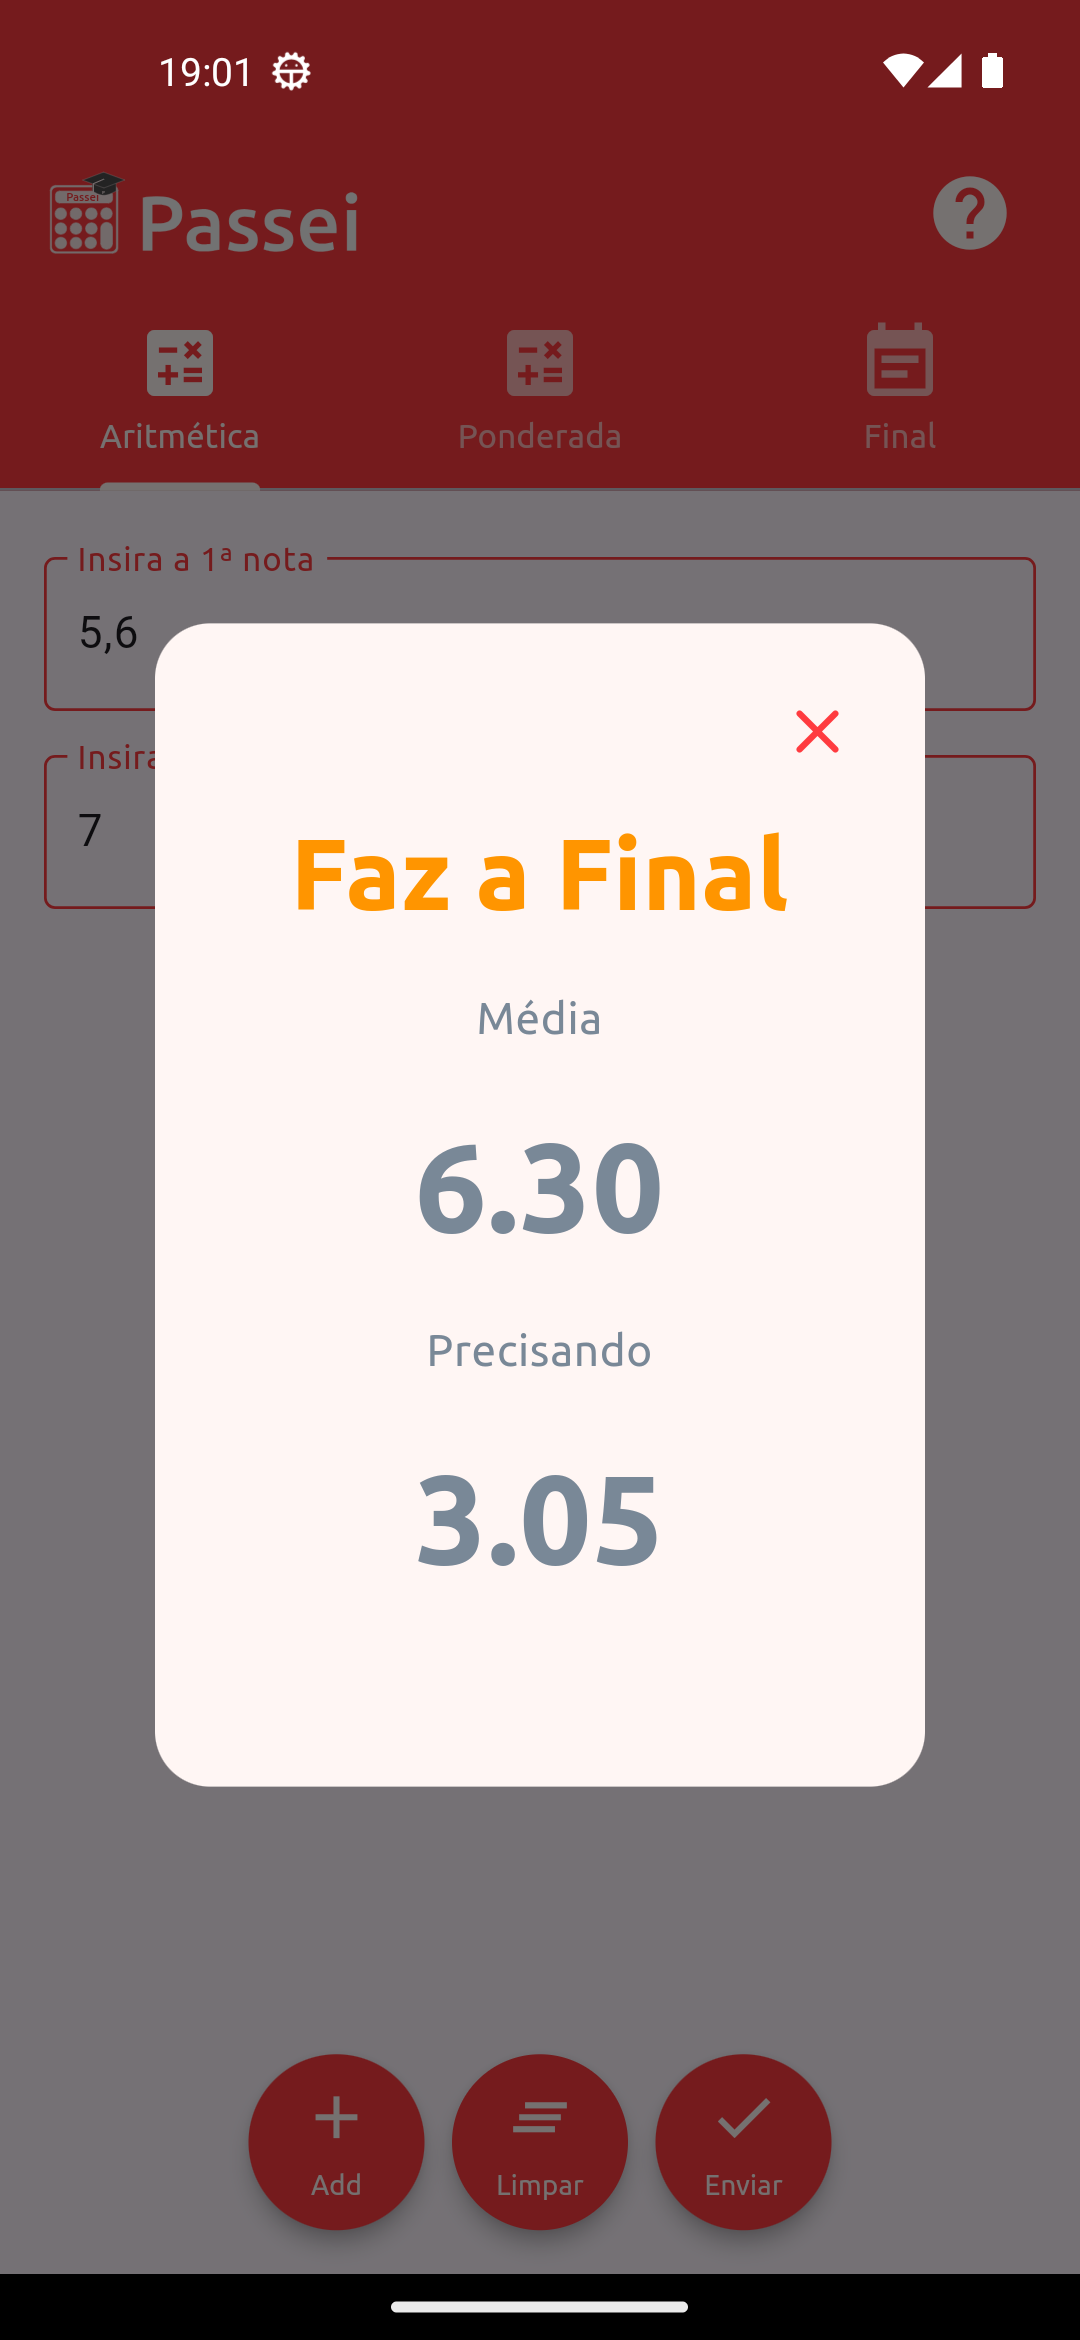 19:01
Passei
Passei
Aritmética
Ponderada
Final
Insira a 1ª nota
5,6
Insira
7
Faz a Final
Média
6.30
Precisando
3.05
Add
Limpar
Enviar